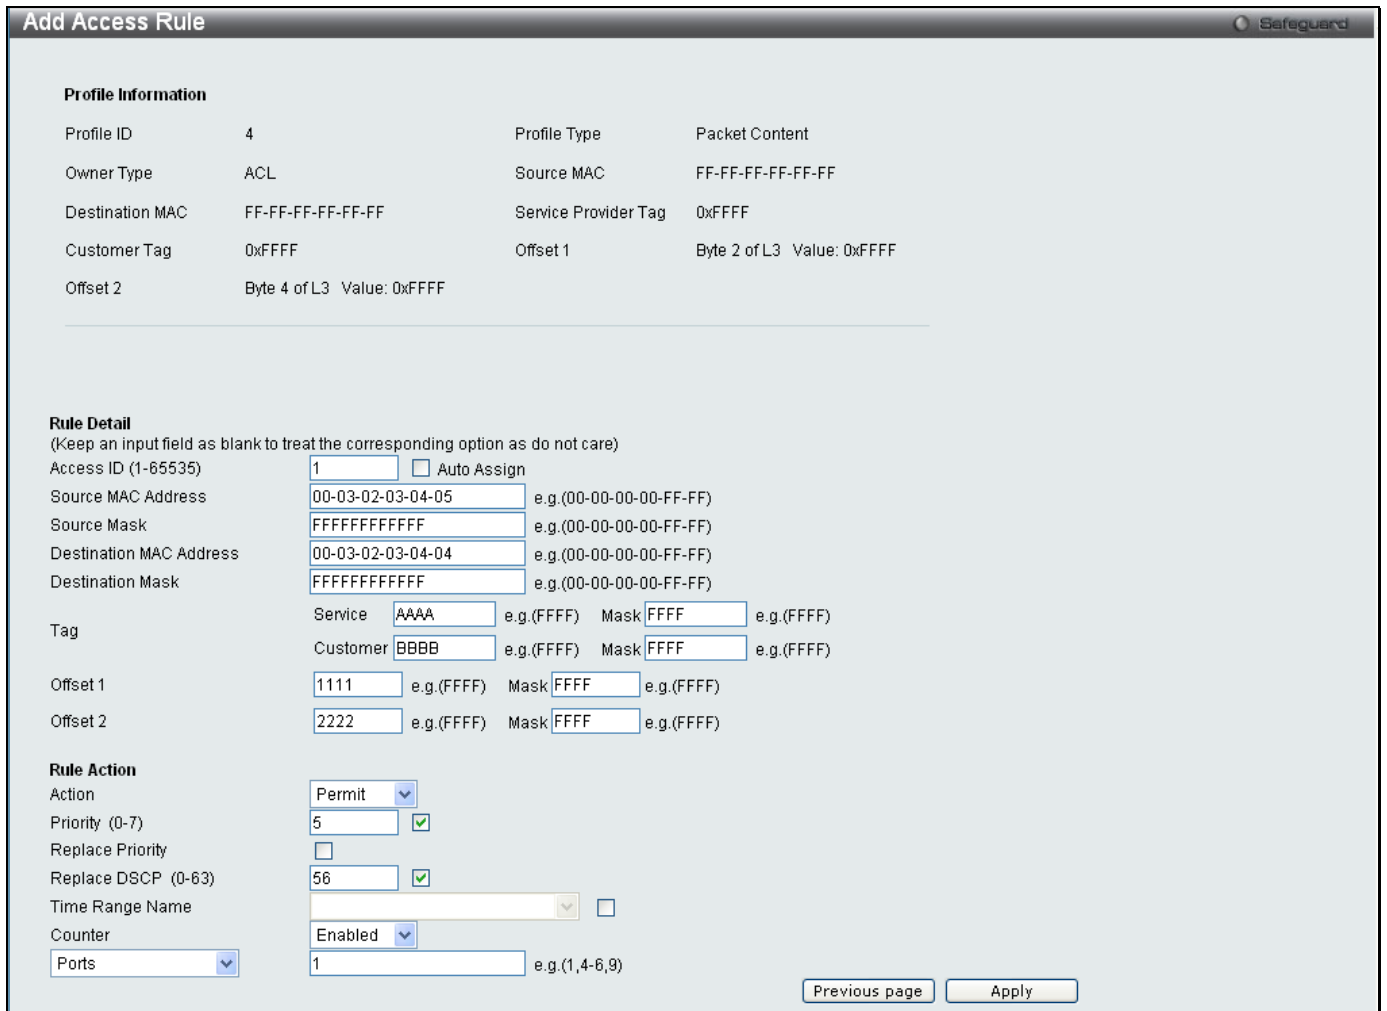 Add Access Rule Safeguard
Profile Information
Profile ID 4 Profile Type Packet Content
Owner Type ACL Source MAC FF-FF-FF-FF-FF-FF
Destination MAC FF-FF-FF-FF-FF-FF Service Provider Tag 0xFFFF
Customer Tag 0xFFFF Offset 1 Byte 2 of L3 Value: 0xFFFF
Offset 2 Byte 4 of L3 Value: 0xFFFF
Rule Detail
(Keep an input field as blank to treat the corresponding option as do not care)
Access ID (1-65535) 1 Auto Assign
Source MAC Address 00-03-02-03-04-05 e.g.(00-00-00-00-FF-FF)
Source Mask FFFFFFFFFFFF e.g.(00-00-00-00-FF-FF)
Destination MAC Address 00-03-02-03-04-04 e.g.(00-00-00-00-FF-FF)
Destination Mask FFFFFFFFFFFF e.g.(00-00-00-00-FF-FF)
Tag
Service AAAA e.g.(FFFF) Mask FFFF e.g.(FFFF)
Customer BBBB e.g.(FFFF) Mask FFFF e.g.(FFFF)
Offset 1 1111 e.g.(FFFF) Mask FFFF e.g.(FFFF)
Offset 2 2222 e.g.(FFFF) Mask FFFF e.g.(FFFF)
Rule Action
Action Permit
Priority (0-7) 5
Replace Priority
Replace DSCP (0-63) 56
Time Range Name
Counter Enabled
Ports 1 e.g.(1,4-6,9)
Previous page Apply